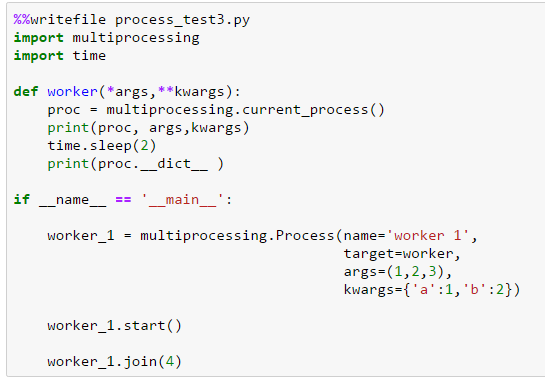 %%writefile process_test3.py
import multiprocessing
import time

def worker(*args,**kwargs):
    proc = multiprocessing.current_process()
    print(proc, args,kwargs)
    time.sleep(2)
    print(proc.__dict__ )

if __name__ == '__main__':

    worker_1 = multiprocessing.Process(name='worker 1',
                                       target=worker,
                                       args=(1,2,3),
                                       kwargs={'a':1,'b':2})

    worker_1.start()

    worker_1.join(4)